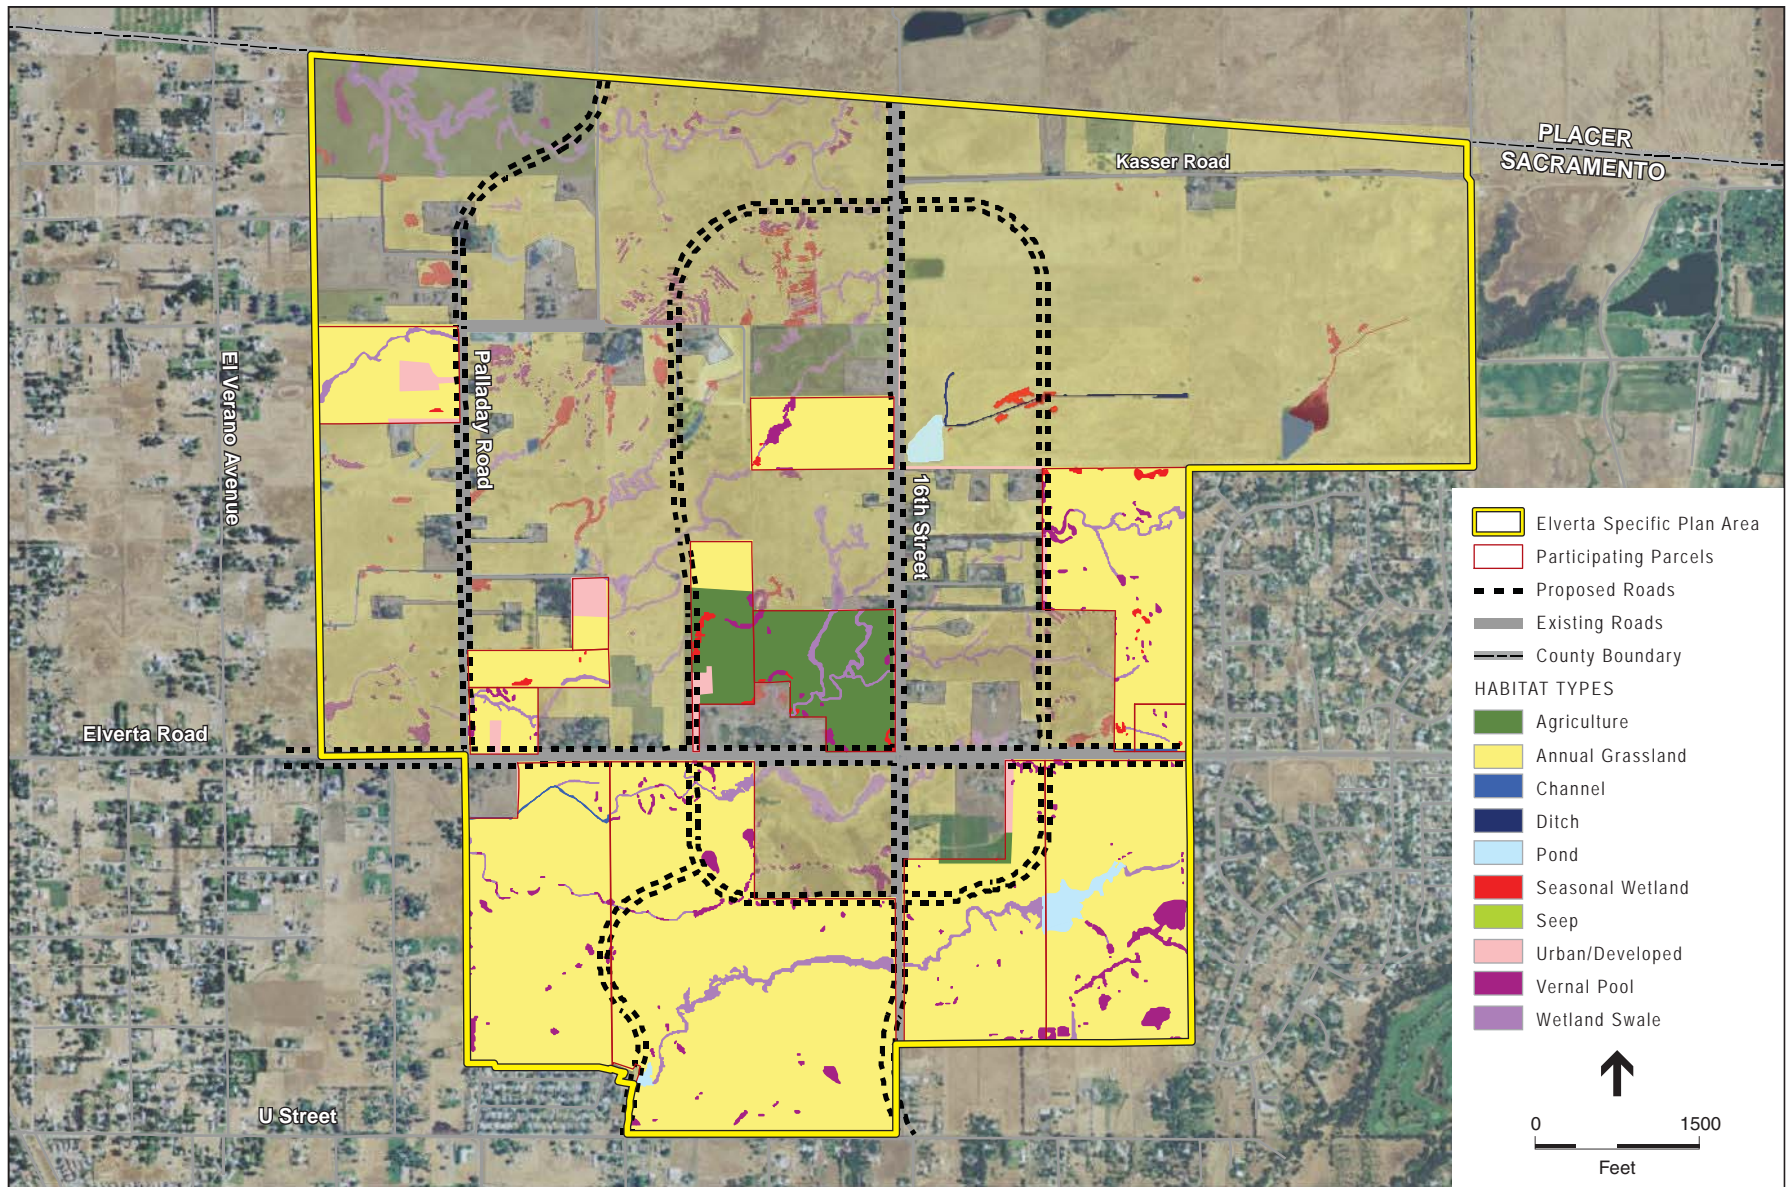 PLACER
SACRAMENTO
Kasser Road
El Verano Avenue
Palladay Road
16th Street
Elverta Road
U Street
Elverta Specific Plan Area
Participating Parcels
Proposed Roads
Existing Roads
County Boundary
HABITAT TYPES
Agriculture
Annual Grassland
Channel
Ditch
Pond
Seasonal Wetland
Seep
Urban/Developed
Vernal Pool
Wetland Swale
0 1500
Feet